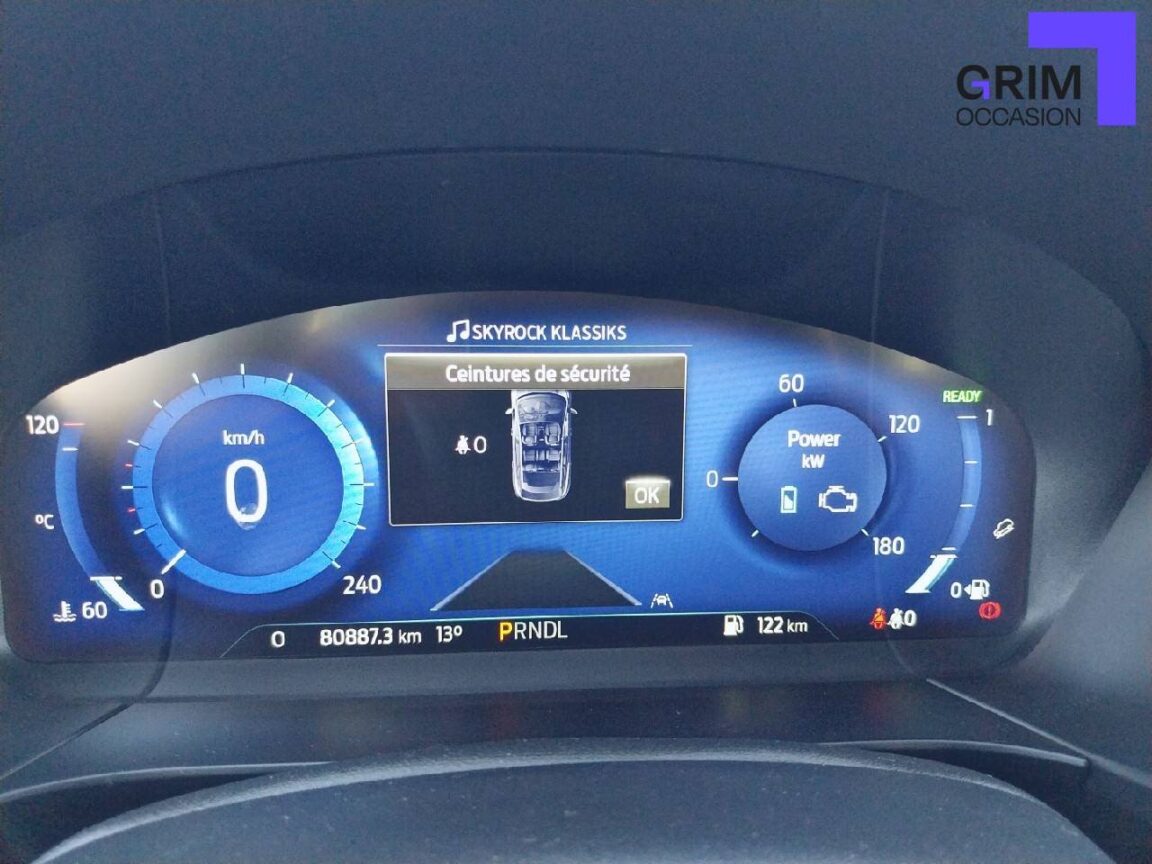 GRIM
OCCASION
SKYROCK KLASSIKS
Ceintures de sécurité
0
OK
120
°C
60
km/h
0
0
240
60
0
120
180
Power
kW
READY
1
0
0
0
80887.3 km
13°
PRNDL
122 km